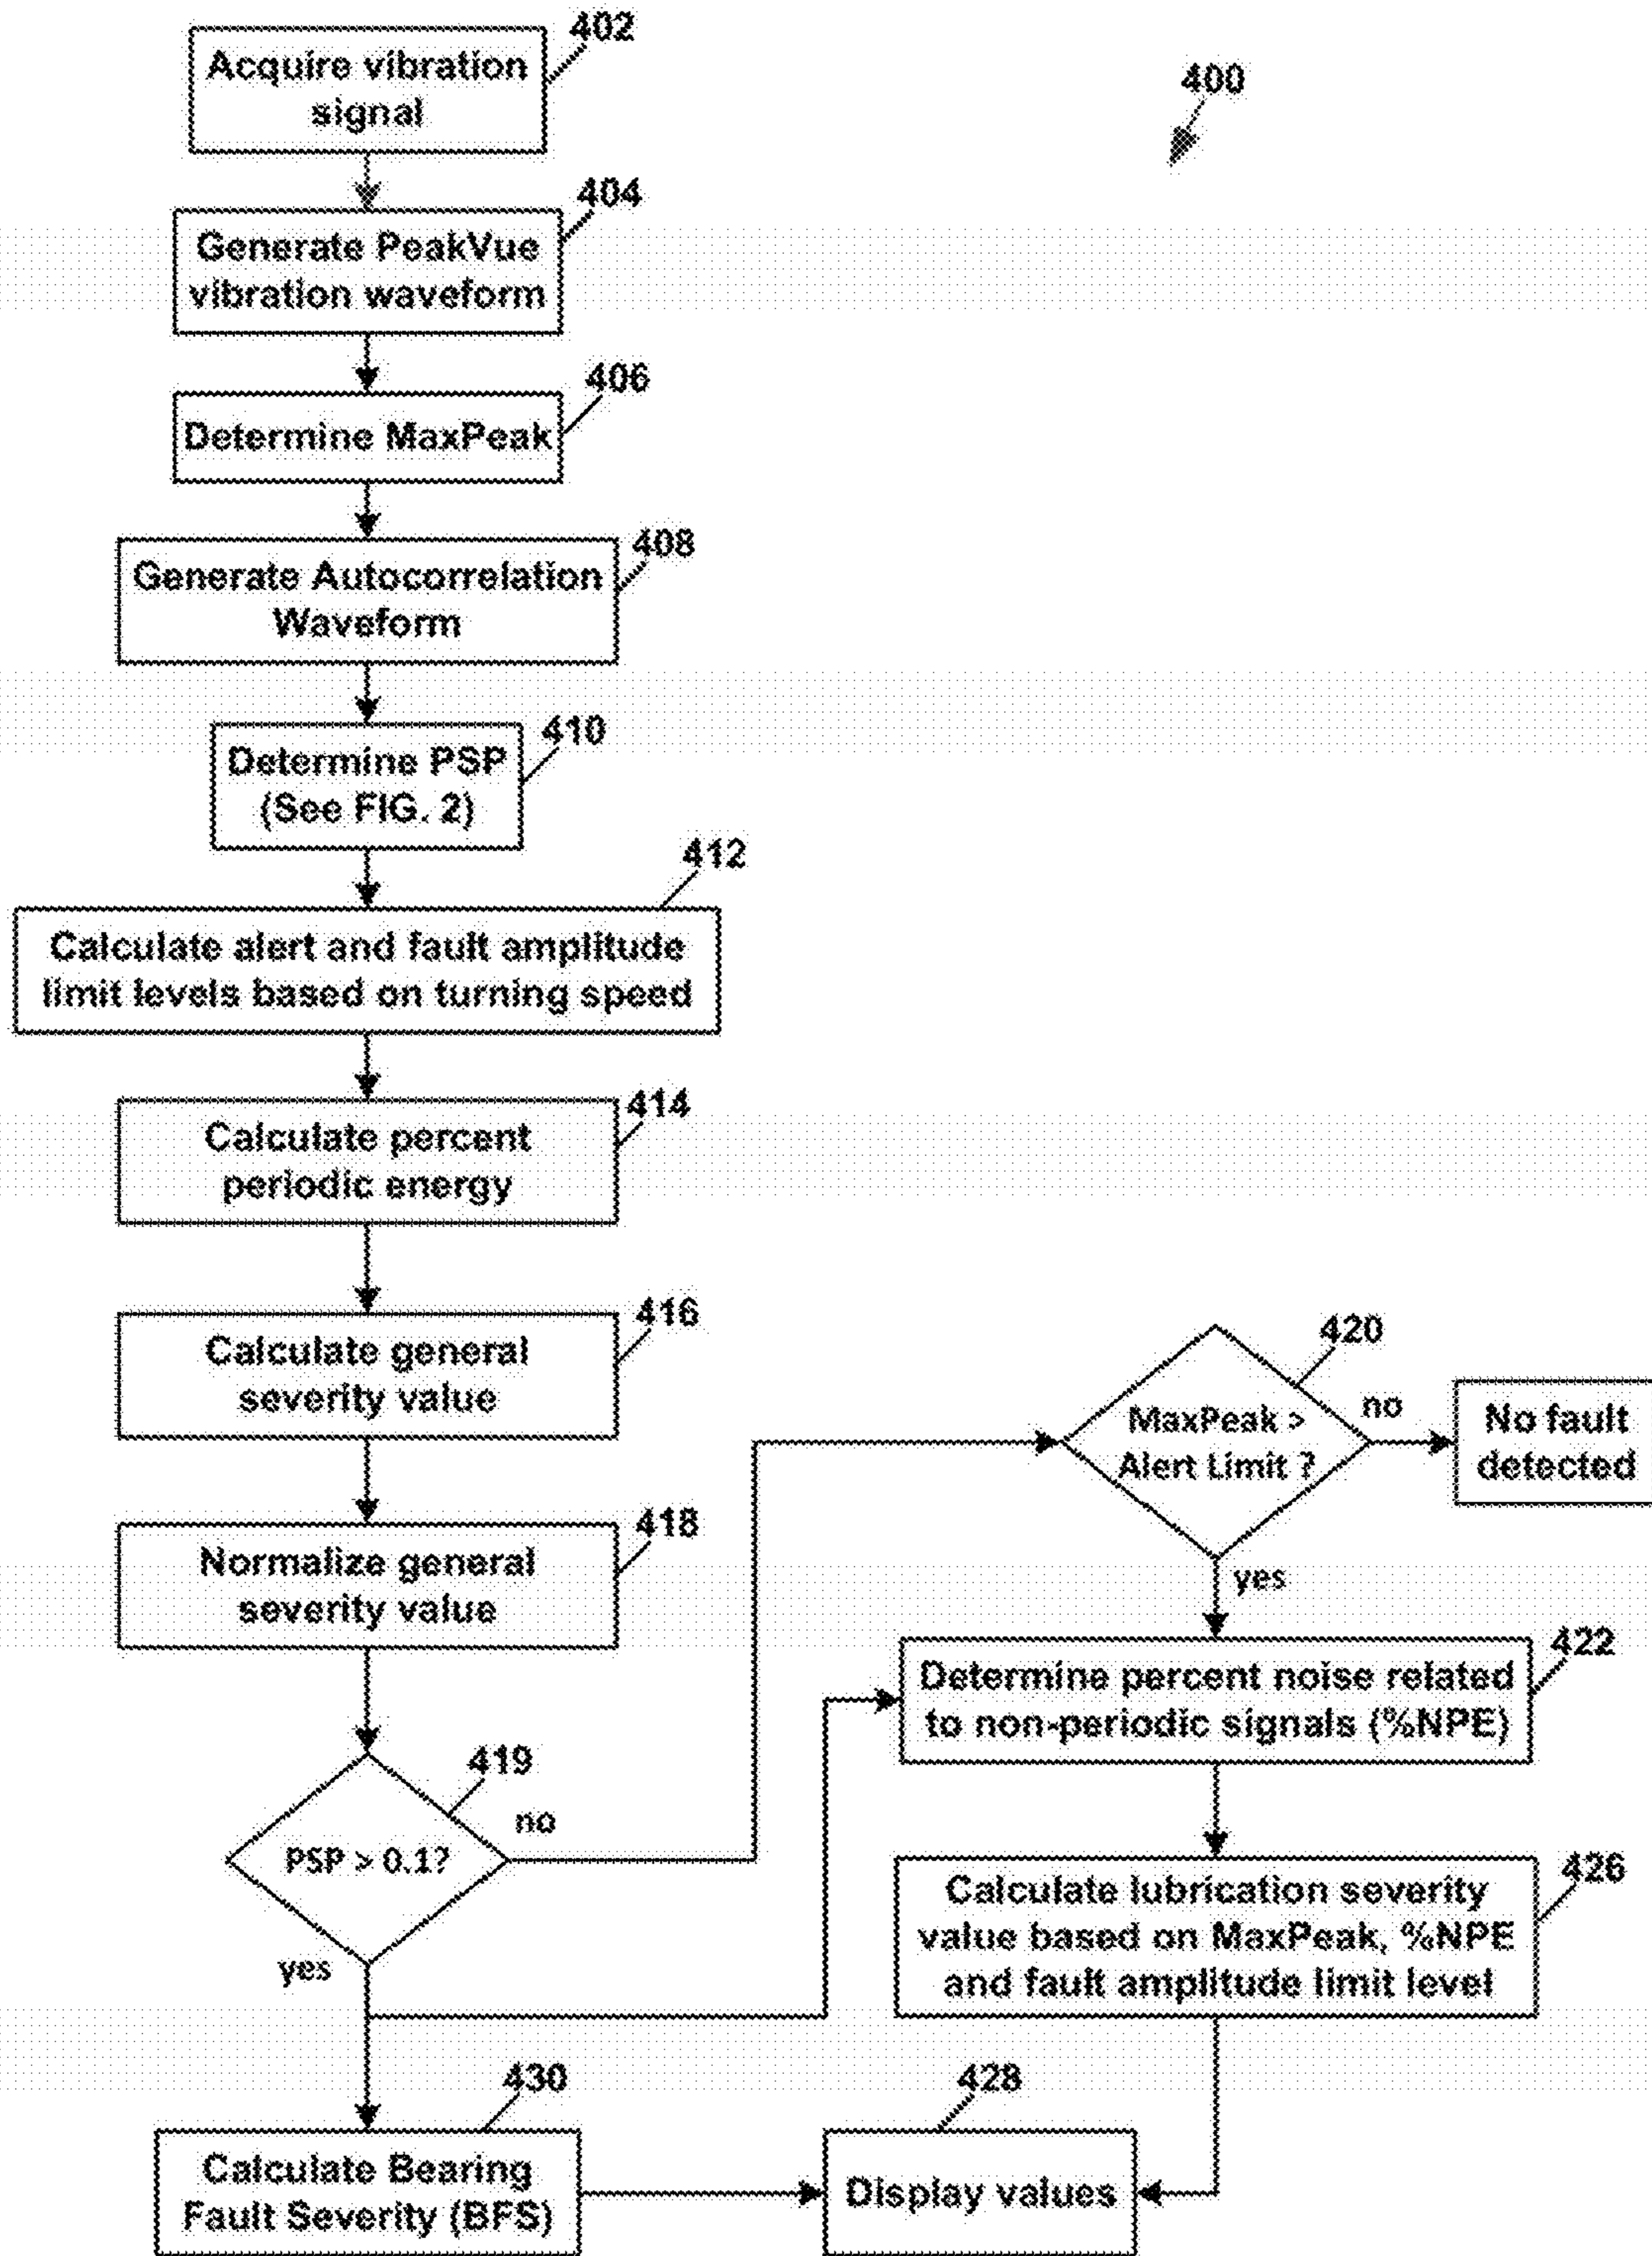 402
Acquire vibration
signal
400
404
Generate PeakVue
vibration waveform
406
Determine MaxPeak
408
Generate Autocorrelation
Waveform
410
Determine PSP
(See FIG. 2)
412
Calculate alert and fault amplitude
limit levels based on turning speed
414
Calculate percent
periodic energy
416
Calculate general
severity value
418
Normalize general
severity value
419
PSP > 0.1?
no
yes
420
MaxPeak >
Alert Limit ?
no
No fault
detected
yes
422
Determine percent noise related
to non-periodic signals (%NPE)
426
Calculate lubrication severity
value based on MaxPeak, %NPE
and fault amplitude limit level
430
Calculate Bearing
Fault Severity (BFS)
428
Display values